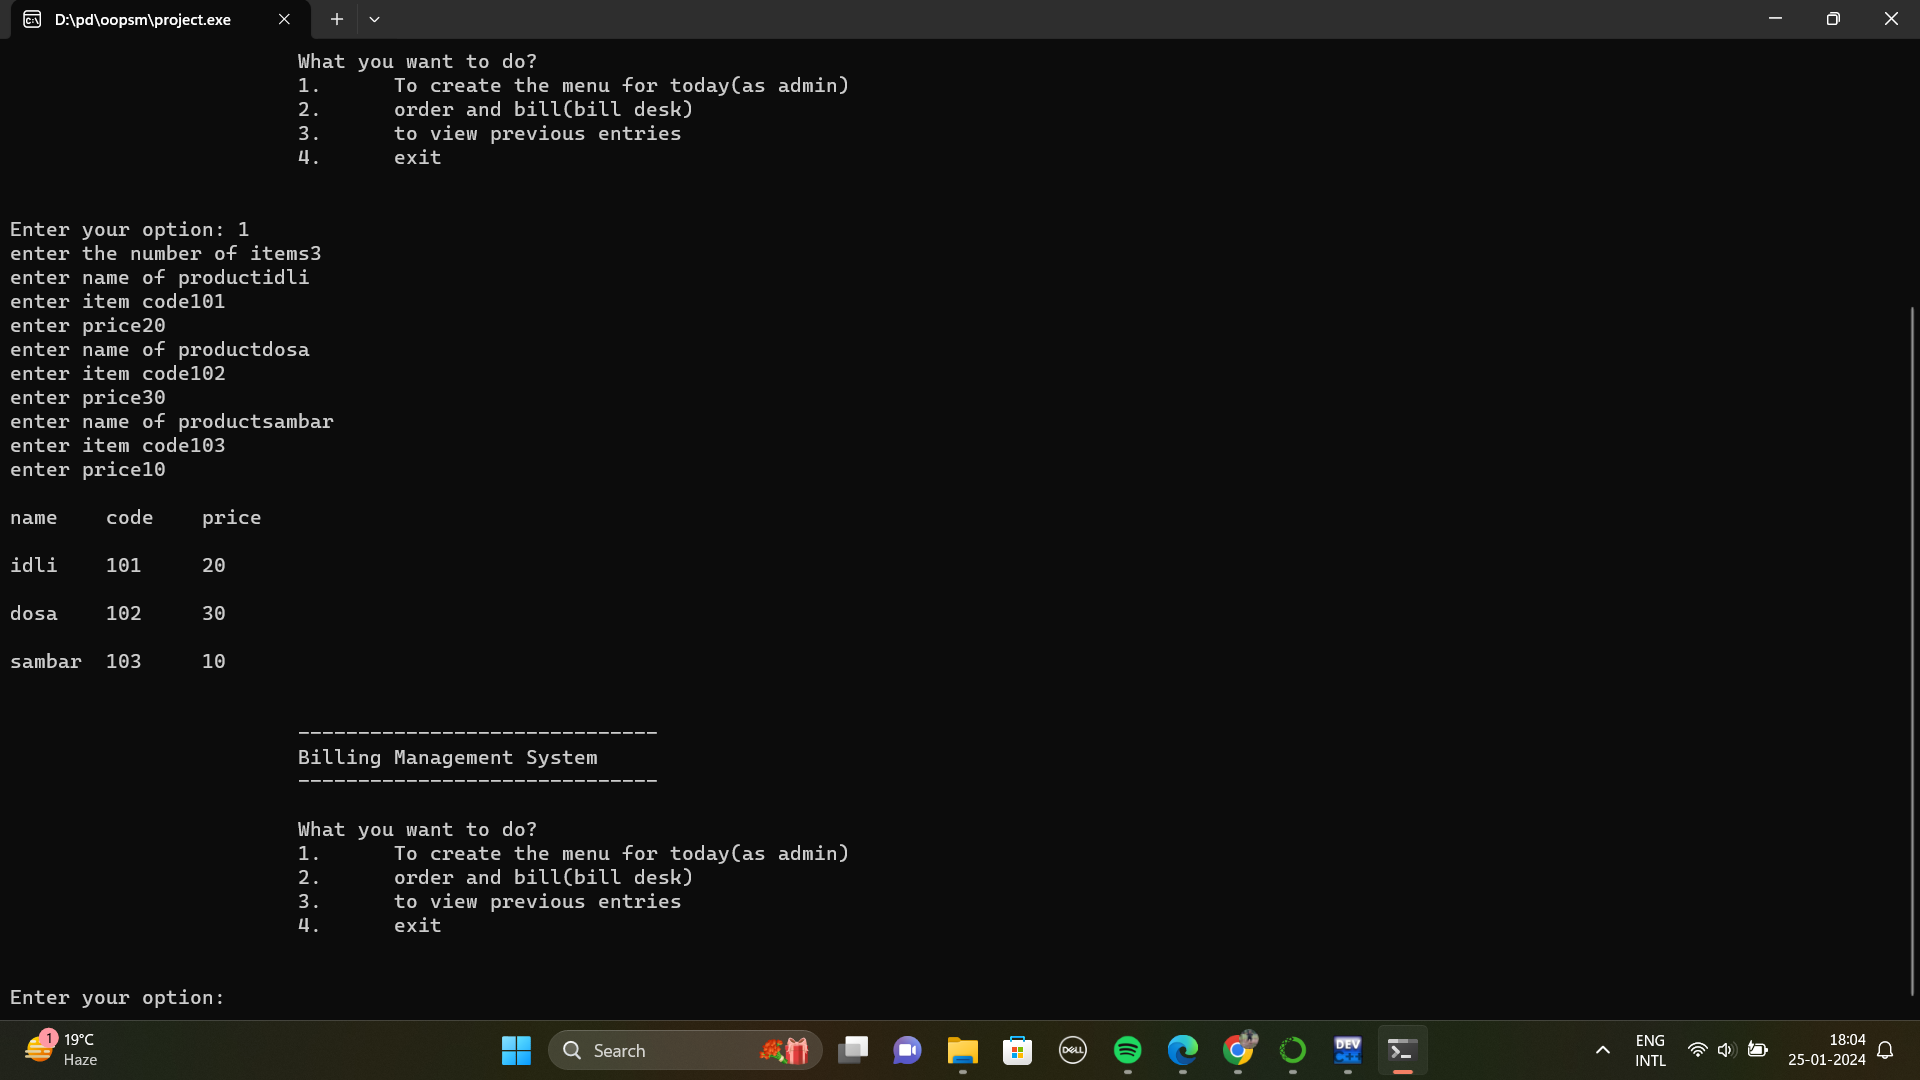 D:\pd\oopsm\project.exe
What you want to do?
1. To create the menu for today(as admin)
2. order and bill(bill desk)
3. to view previous entries
4. exit
Enter your option: 1
enter the number of items3
enter name of productidli
enter item code101
enter price20
enter name of productdosa
enter item code102
enter price30
enter name of productsambar
enter item code103
enter price10
name code price
idli 101 20
dosa 102 30
sambar 103 10
------------------------------
Billing Management System
------------------------------
What you want to do?
1. To create the menu for today(as admin)
2. order and bill(bill desk)
3. to view previous entries
4. exit
Enter your option:
1
19°C
Haze
Search
DELL
DEV
C++
ENG
INTL
18:04
25-01-2024